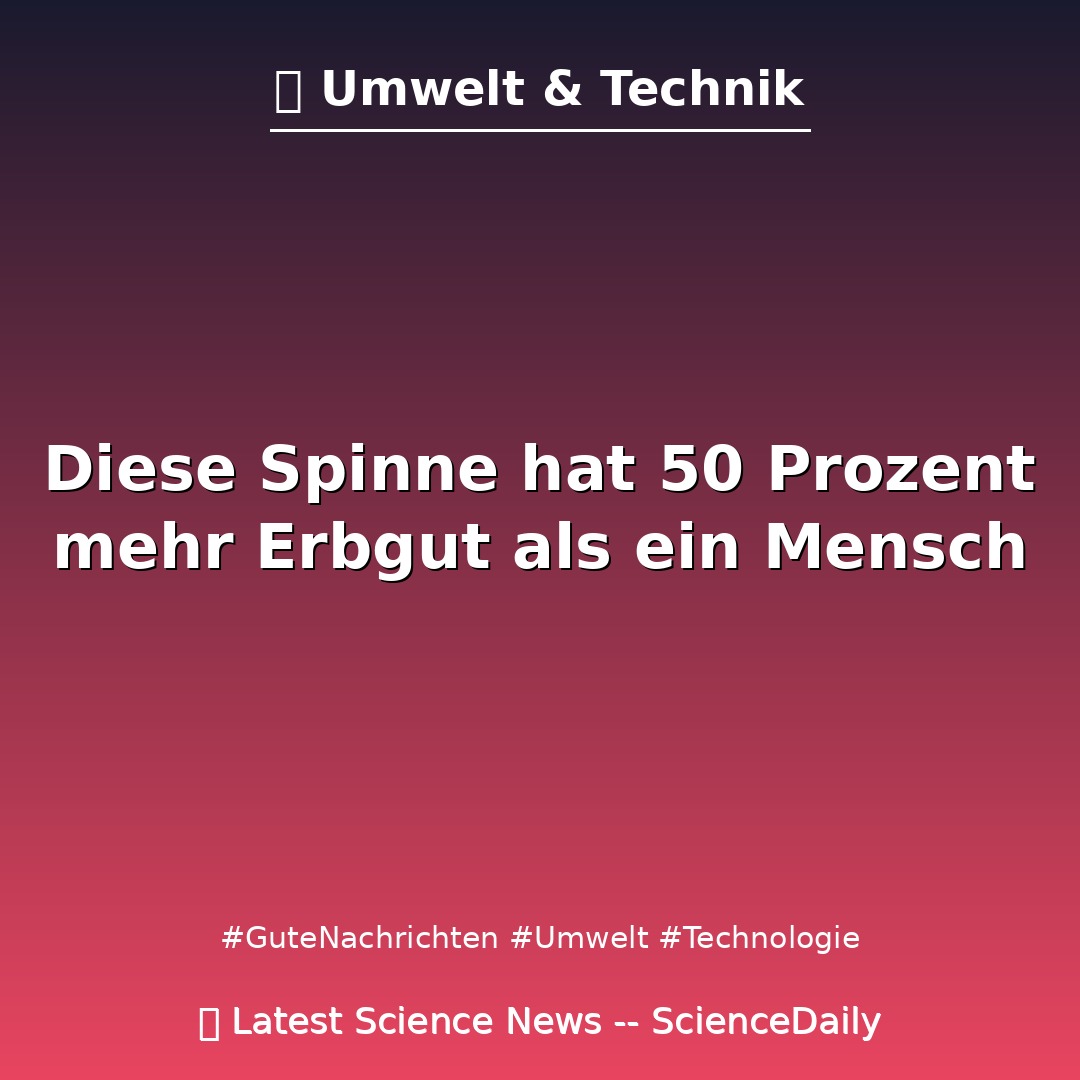 Umwelt & Technik
Diese Spinne hat 50 Prozent
mehr Erbgut als ein Mensch
#GuteNachrichten #Umwelt #Technologie
Latest Science News -- ScienceDaily